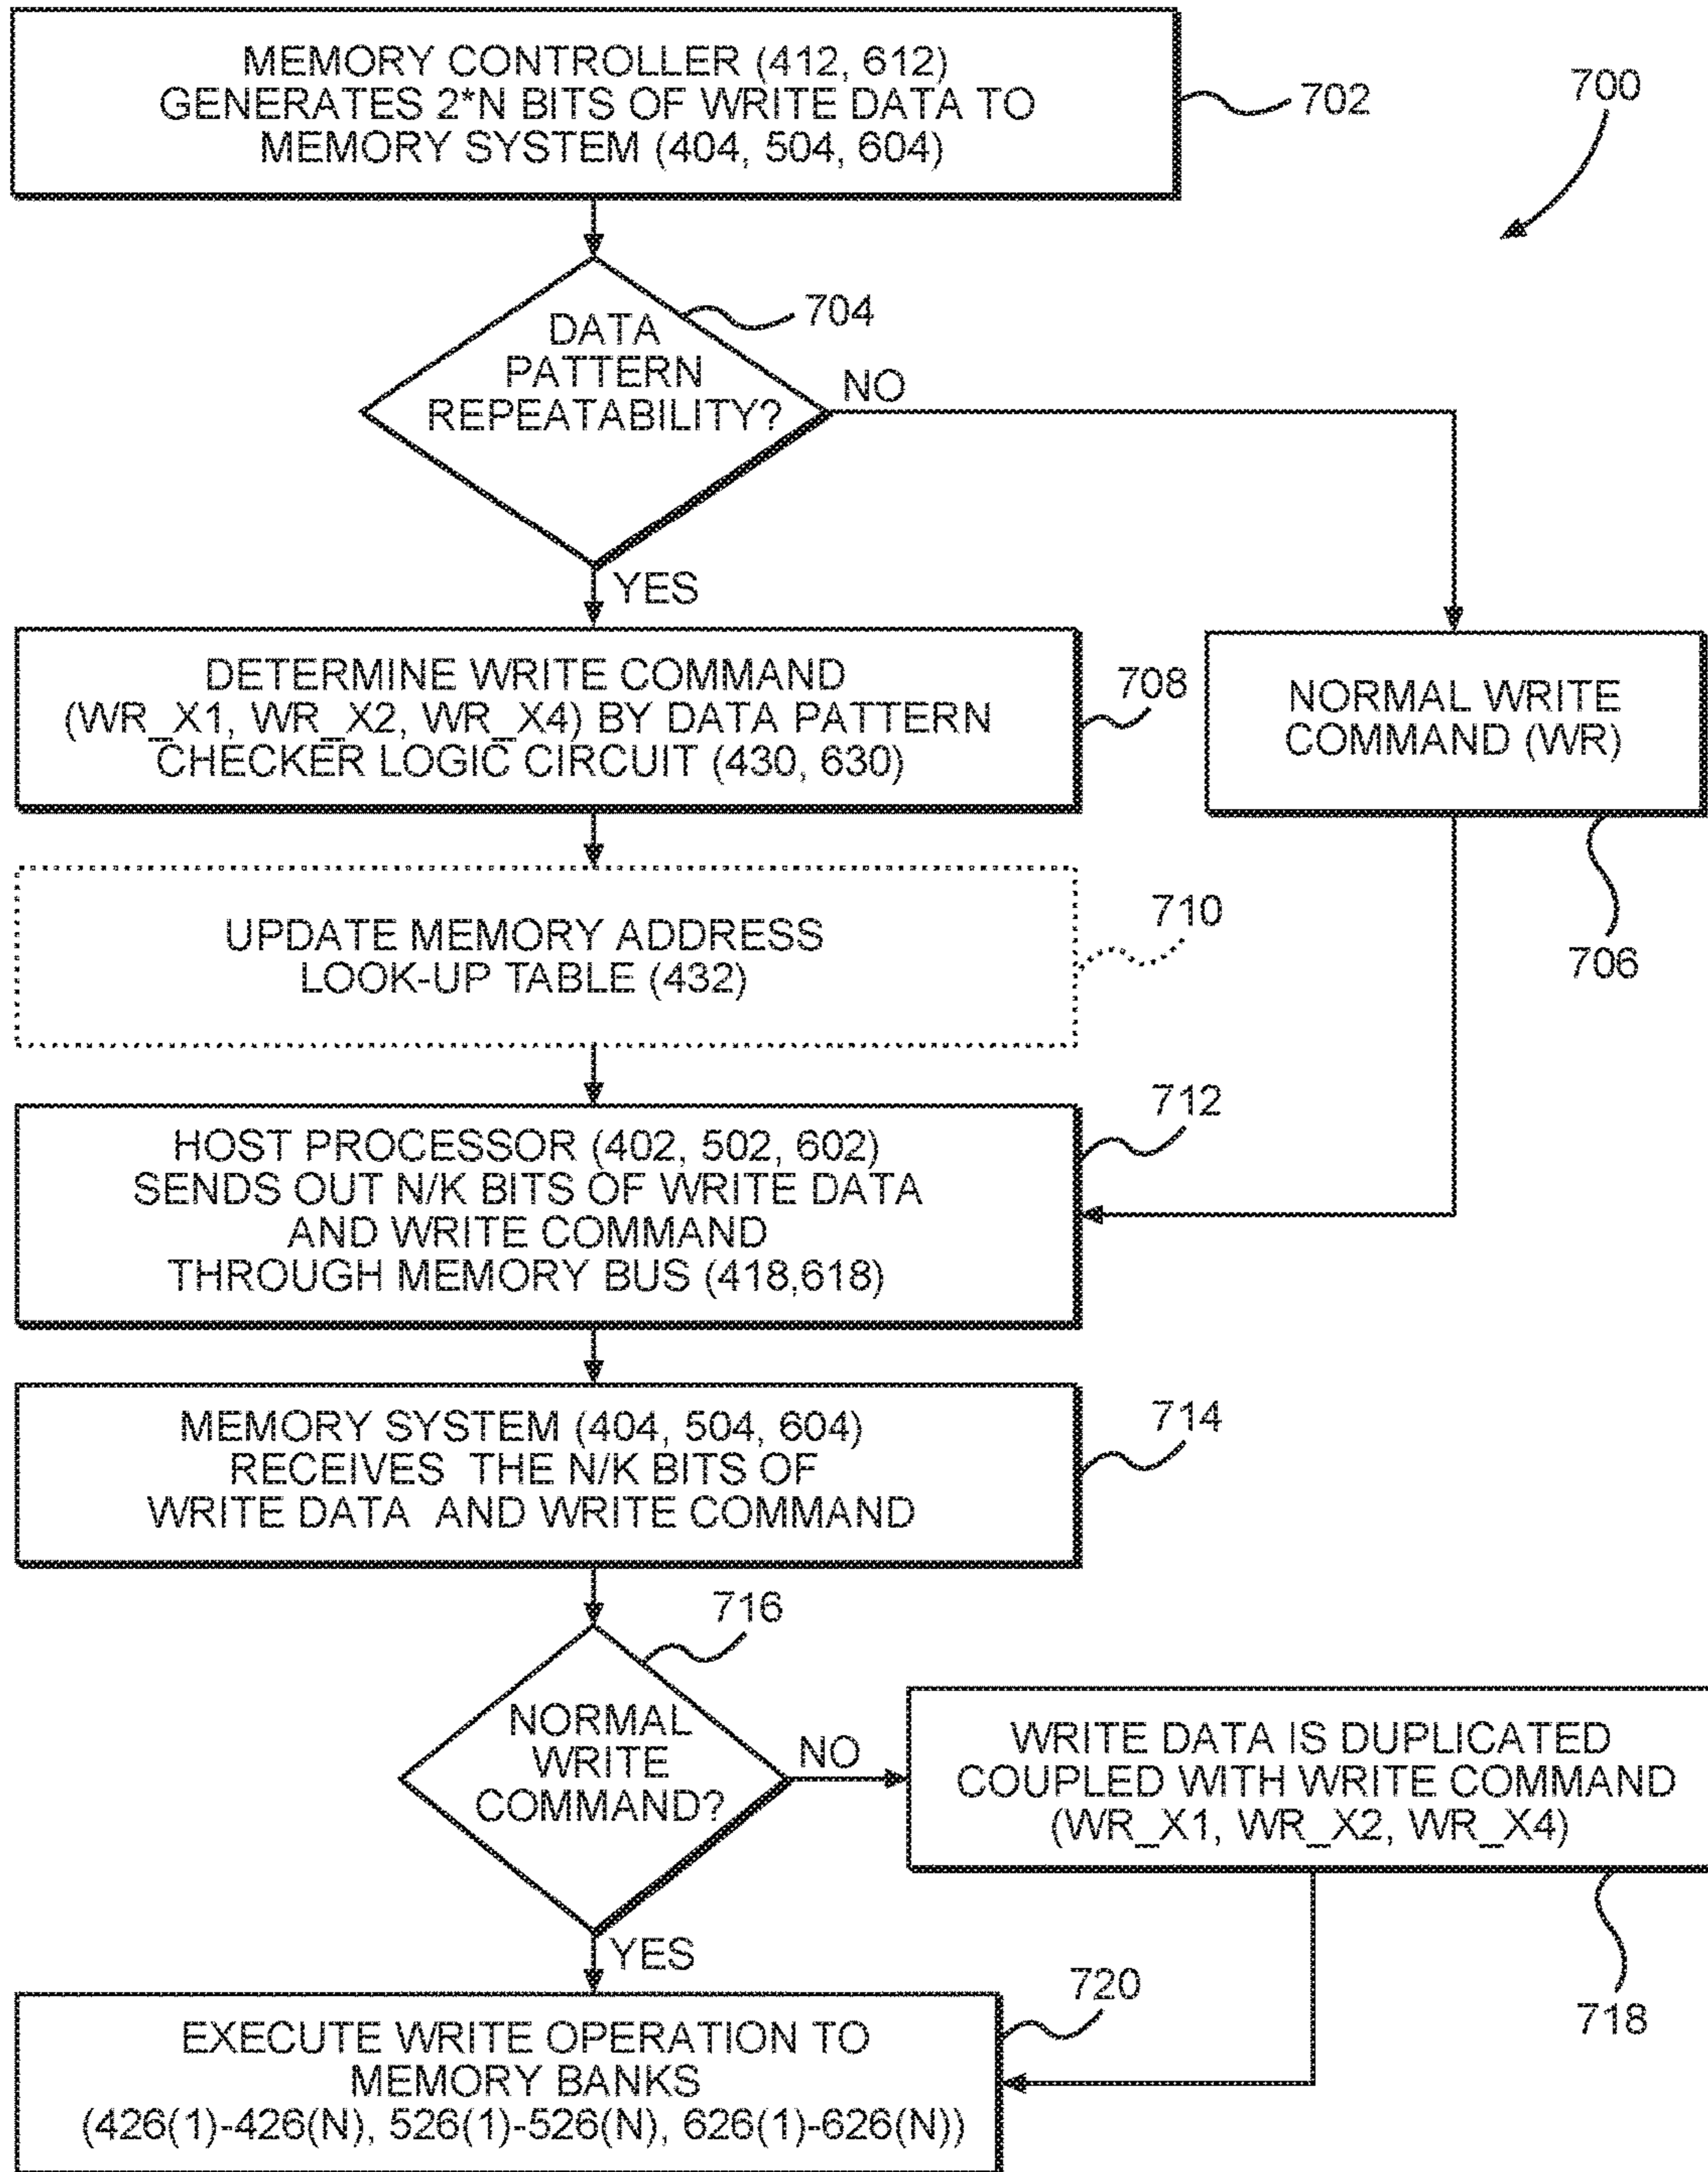 MEMORY CONTROLLER (412, 612)
GENERATES 2*N BITS OF WRITE DATA TO
MEMORY SYSTEM (404, 504, 604)
702
700
DATA
PATTERN
REPEATABILITY?
704
NO
YES
DETERMINE WRITE COMMAND
(WR_X1, WR_X2, WR_X4) BY DATA PATTERN
CHECKER LOGIC CIRCUIT (430, 630)
708
NORMAL WRITE
COMMAND (WR)
706
UPDATE MEMORY ADDRESS
LOOK-UP TABLE (432)
710
HOST PROCESSOR (402, 502, 602)
SENDS OUT N/K BITS OF WRITE DATA
AND WRITE COMMAND
THROUGH MEMORY BUS (418,618)
712
MEMORY SYSTEM (404, 504, 604)
RECEIVES THE N/K BITS OF
WRITE DATA AND WRITE COMMAND
714
716
NORMAL
WRITE
COMMAND?
NO
WRITE DATA IS DUPLICATED
COUPLED WITH WRITE COMMAND
(WR_X1, WR_X2, WR_X4)
718
YES
EXECUTE WRITE OPERATION TO
MEMORY BANKS
(426(1)-426(N), 526(1)-526(N), 626(1)-626(N))
720